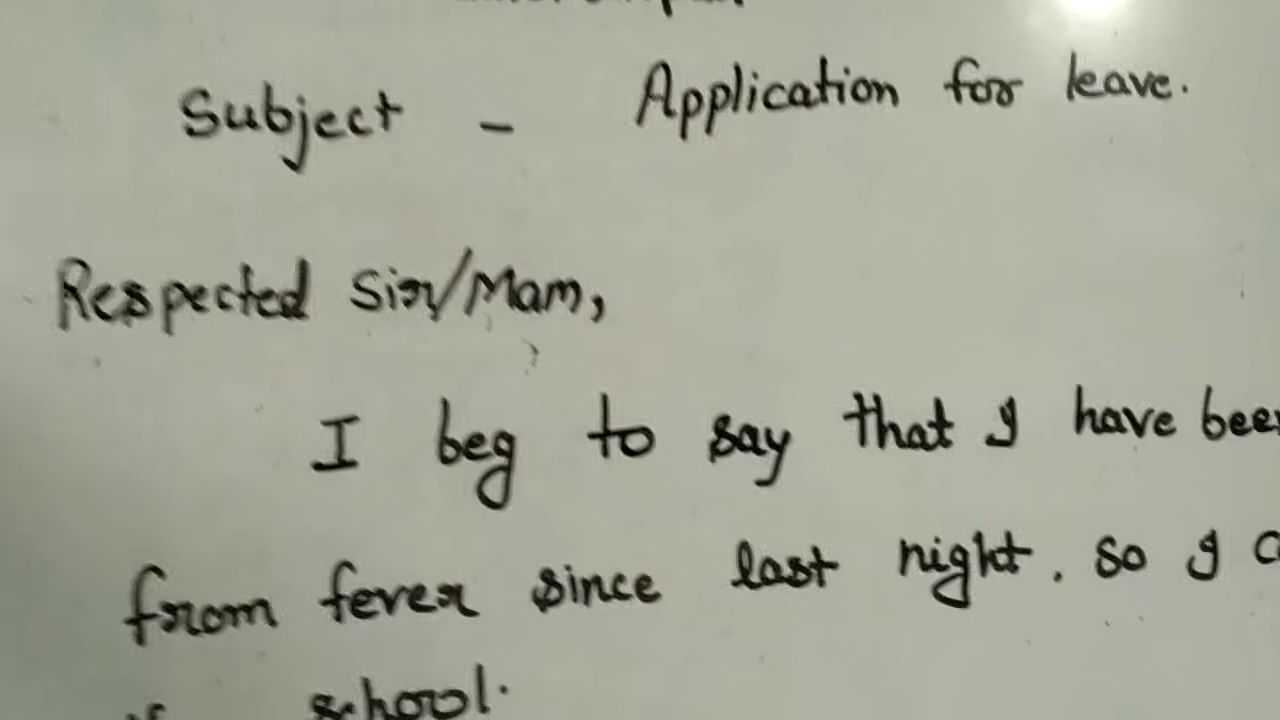 Subject - Application for leave.
Respected Sir/Mam,
I beg to say that I have bee
from fever since last night. so I
school.